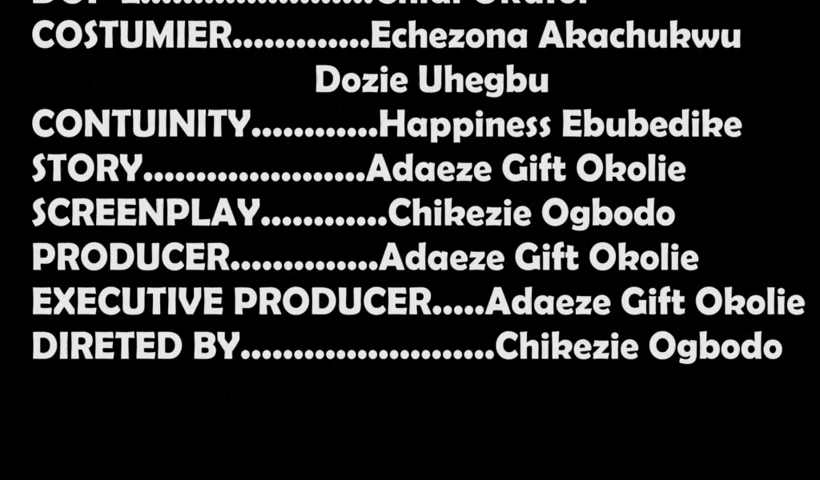 COSTUMIER.............Echezona Akachukwu
Dozie Uhegbu
CONTUINITY............Happiness Ebubedike
STORY.....................Adaeze Gift Okolie
SCREENPLAY............Chikezie Ogbodo
PRODUCER..............Adaeze Gift Okolie
EXECUTIVE PRODUCER.....Adaeze Gift Okolie
DIRETED BY........................Chikezie Ogbodo